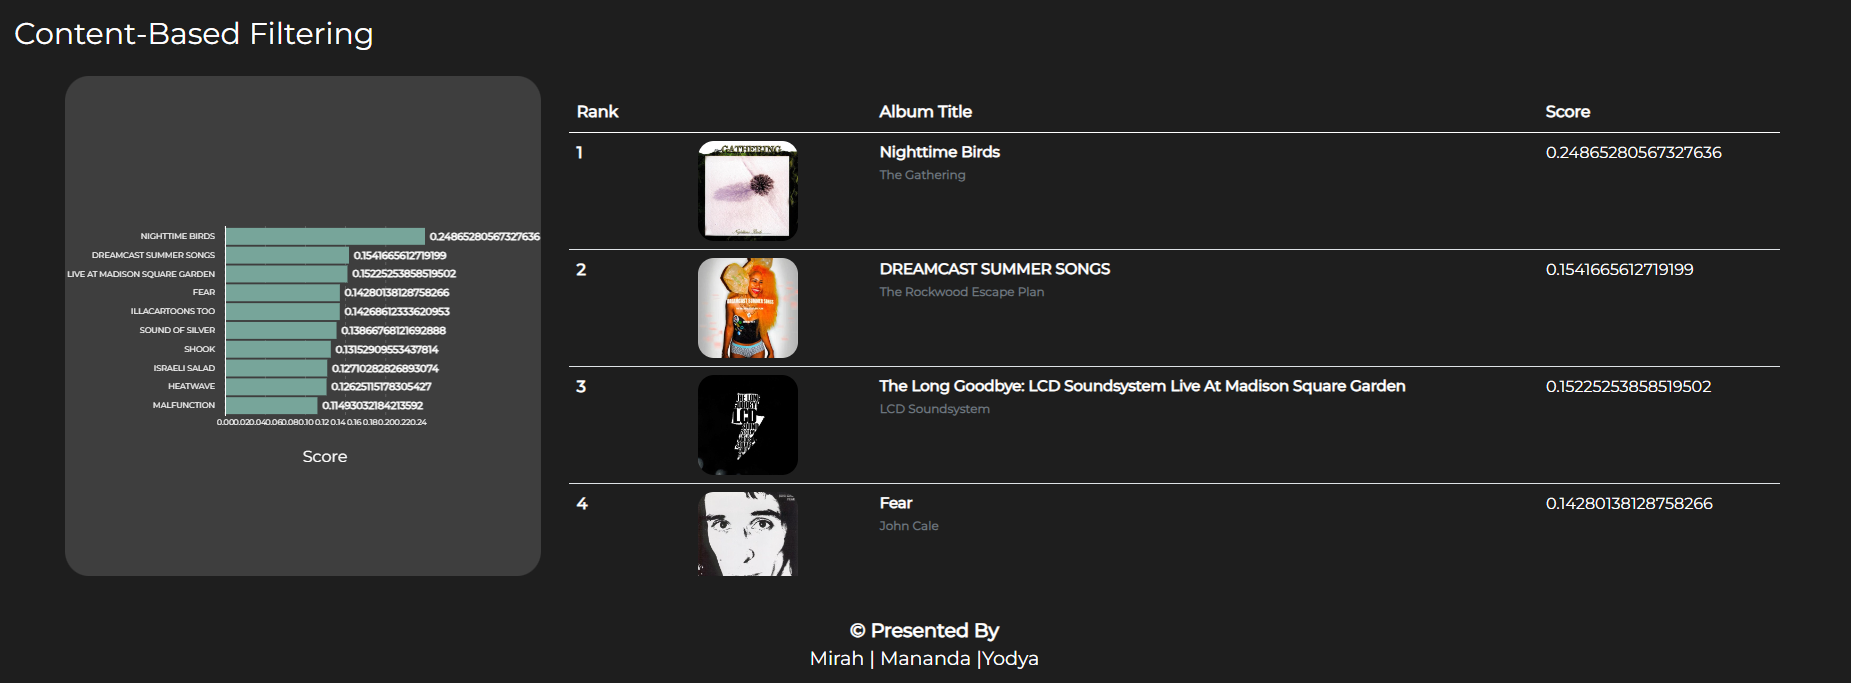 Content-Based Filtering
NIGHTTIME BIRDS 0.24865280567327636
DREAMCAST SUMMER SONGS 0.1541665612719199
LIVE AT MADISON SQUARE GARDEN 0.15225253858519502
FEAR 0.14280138128758266
ILLACARTOONS TOO 0.14268612333620953
SOUND OF SILVER 0.13866768121692888
SHOOK 0.13152909553437814
ISRAELI SALAD 0.12710282826893074
HEATWAVE 0.12625115178305427
MALFUNCTION 0.11493032184213592
0.00 0.02 0.04 0.06 0.08 0.10 0.12 0.14 0.16 0.18 0.20 0.22 0.24
Score
Rank Album Title Score
1 Nighttime Birds 0.24865280567327636
The Gathering
GATHERING
2 DREAMCAST SUMMER SONGS 0.1541665612719199
The Rockwood Escape Plan
DREAMCAST SUMMER SONGS
3 The Long Goodbye: LCD Soundsystem Live At Madison Square Garden 0.15225253858519502
LCD Soundsystem
THE LONG
GOODBYE
LCD
4 Fear 0.14280138128758266
John Cale
© Presented By
Mirah | Mananda |Yodya